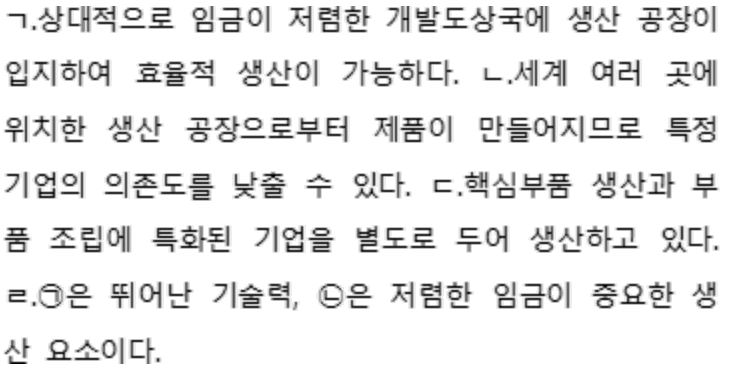 ㄱ.상대적으로 임금이 저렴한 개발도상국에 생산 공장이
입지하여 효율적 생산이 가능하다. ㄴ.세계 여러 곳에
위치한 생산 공장으로부터 제품이 만들어지므로 특정
기업의 의존도를 낮출 수 있다. ㄷ.핵심부품 생산과 부
품 조립에 특화된 기업을 별도로 두어 생산하고 있다.
ㄹ.㉠은 뛰어난 기술력, ㉡은 저렴한 임금이 중요한 생
산 요소이다.